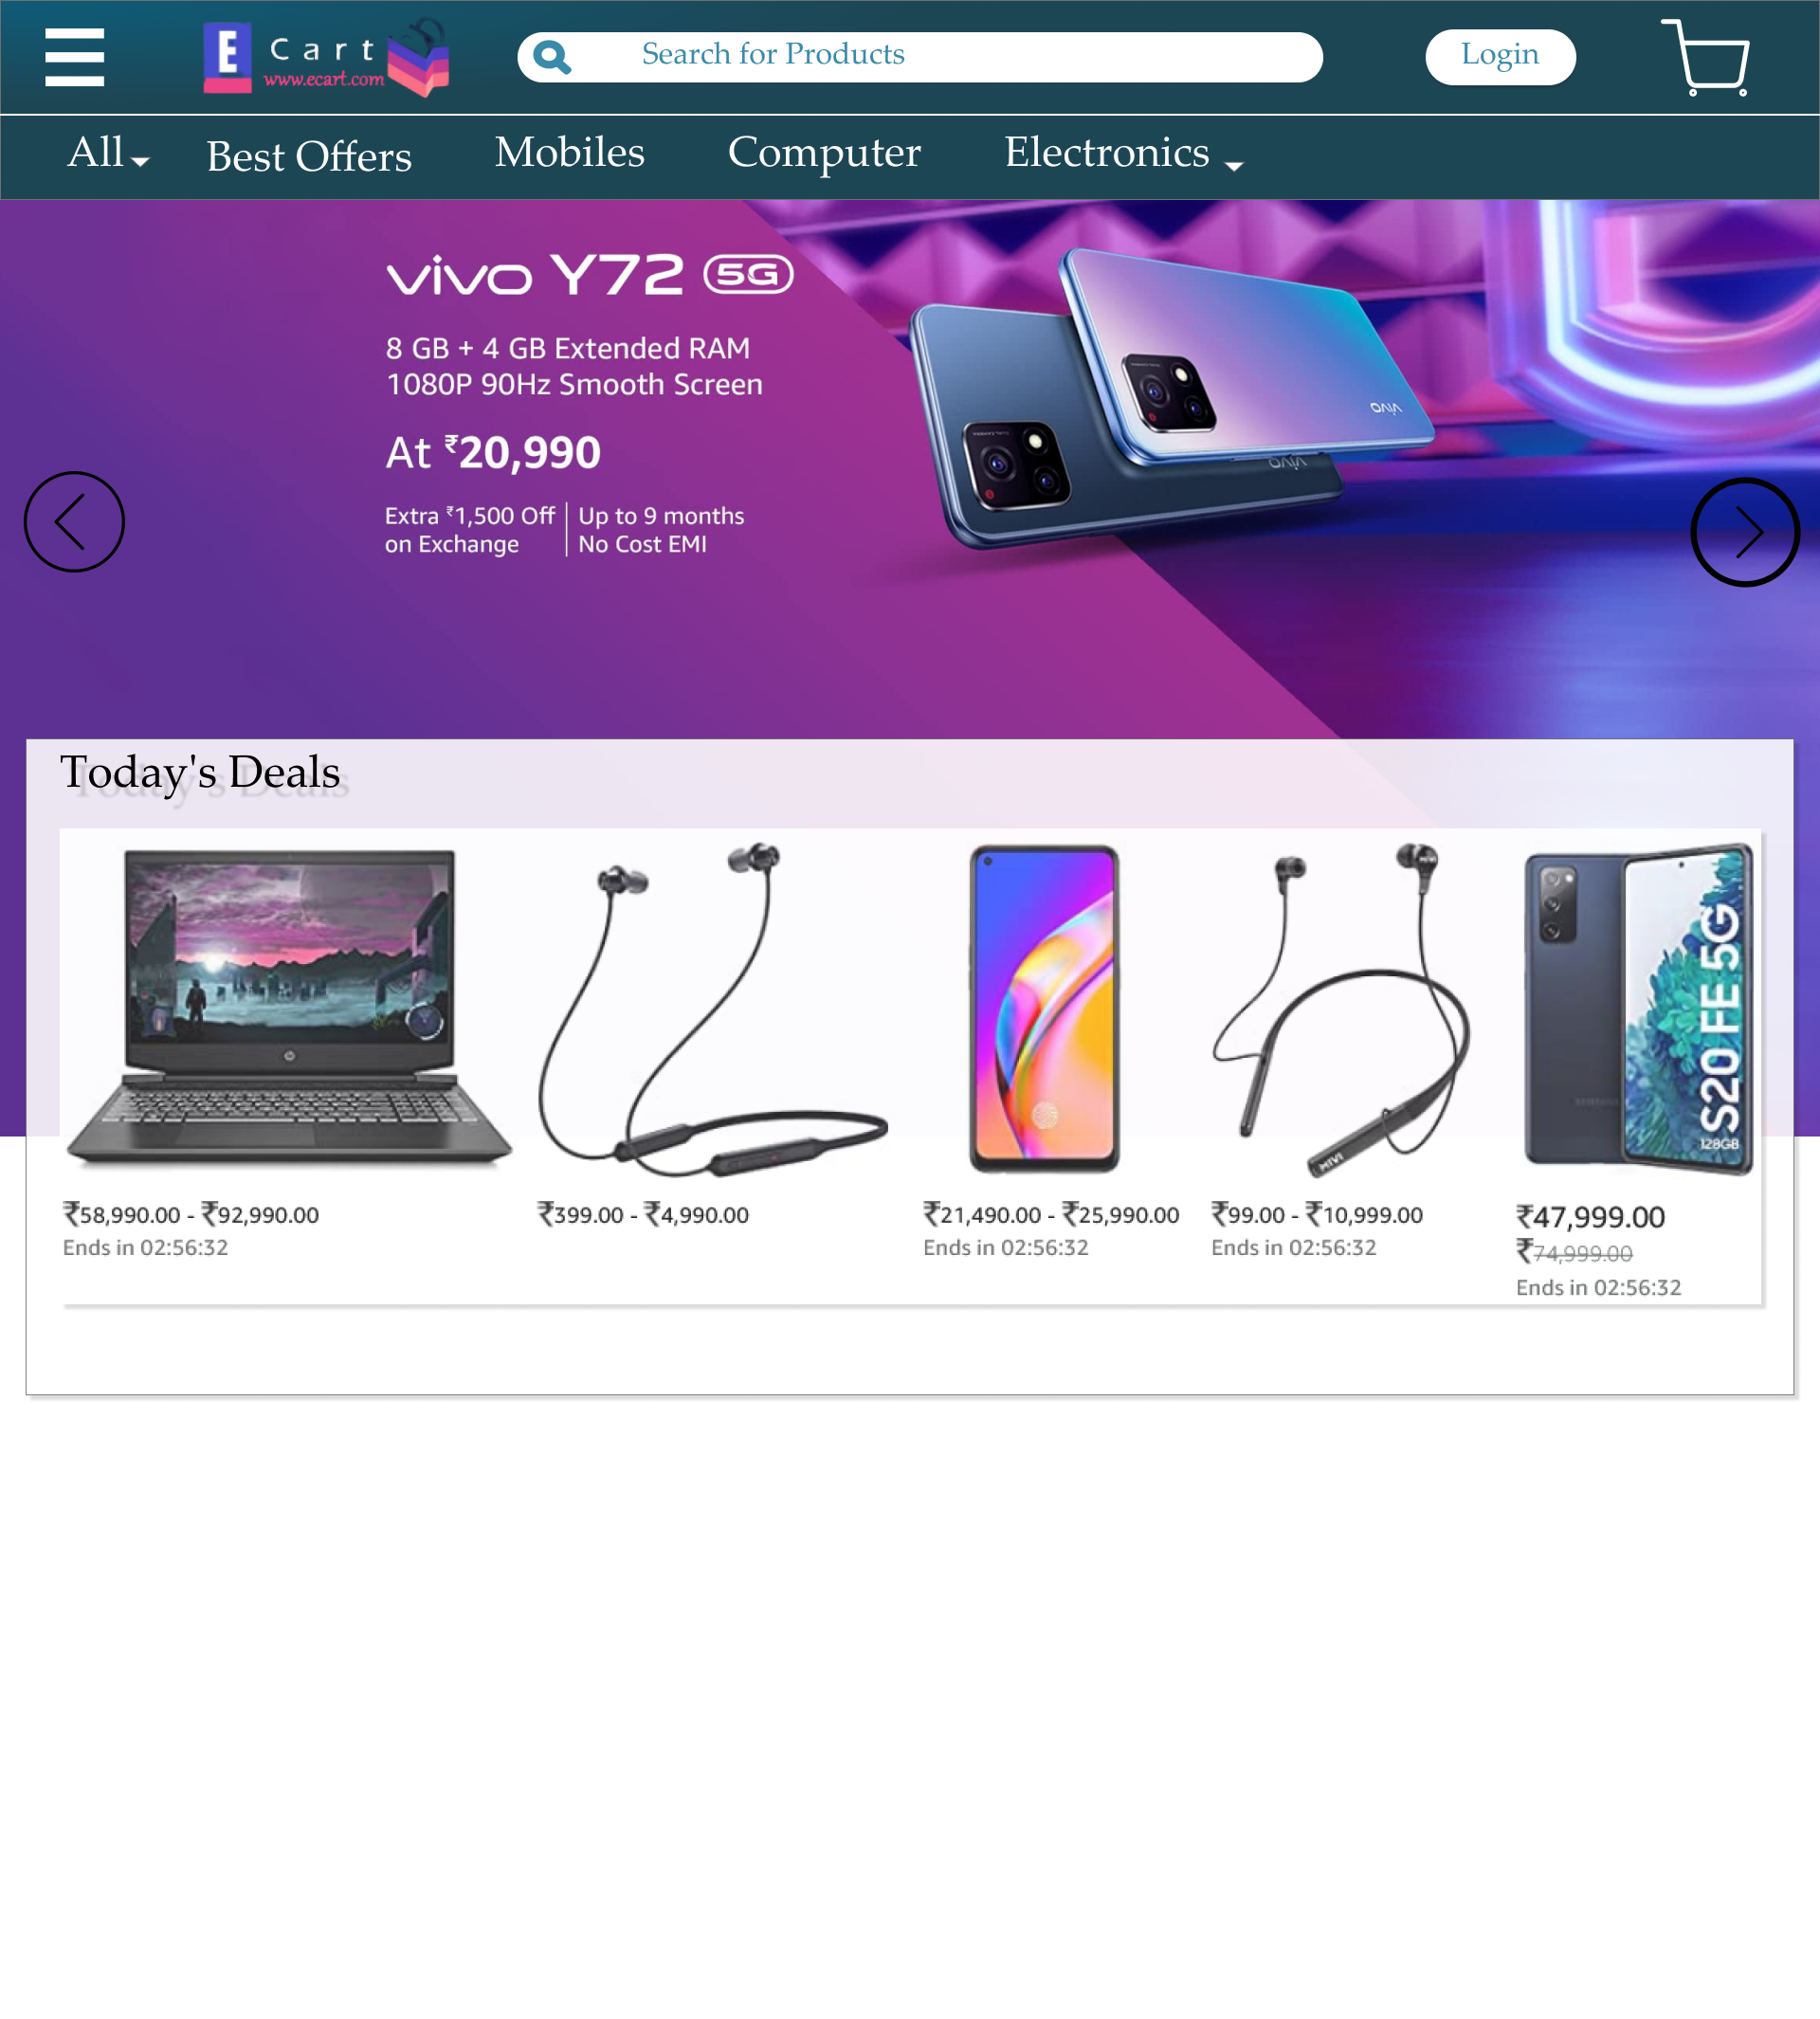 E Cart
www.ecart.com
Search for Products
Login
All
Best Offers
Mobiles
Computer
Electronics
vivo Y72 5G
8 GB + 4 GB Extended RAM
1080P 90Hz Smooth Screen
At ₹20,990
Extra ₹1,500 Off
on Exchange
Up to 9 months
No Cost EMI
vivo
vivo
Today's Deals
hp
MIVI
S20 FE 5G
128GB
SAMSUNG
₹58,990.00 - ₹92,990.00
Ends in 02:56:32
₹399.00 - ₹4,990.00
₹21,490.00 - ₹25,990.00
Ends in 02:56:32
₹99.00 - ₹10,999.00
Ends in 02:56:32
₹47,999.00
₹74,999.00
Ends in 02:56:32